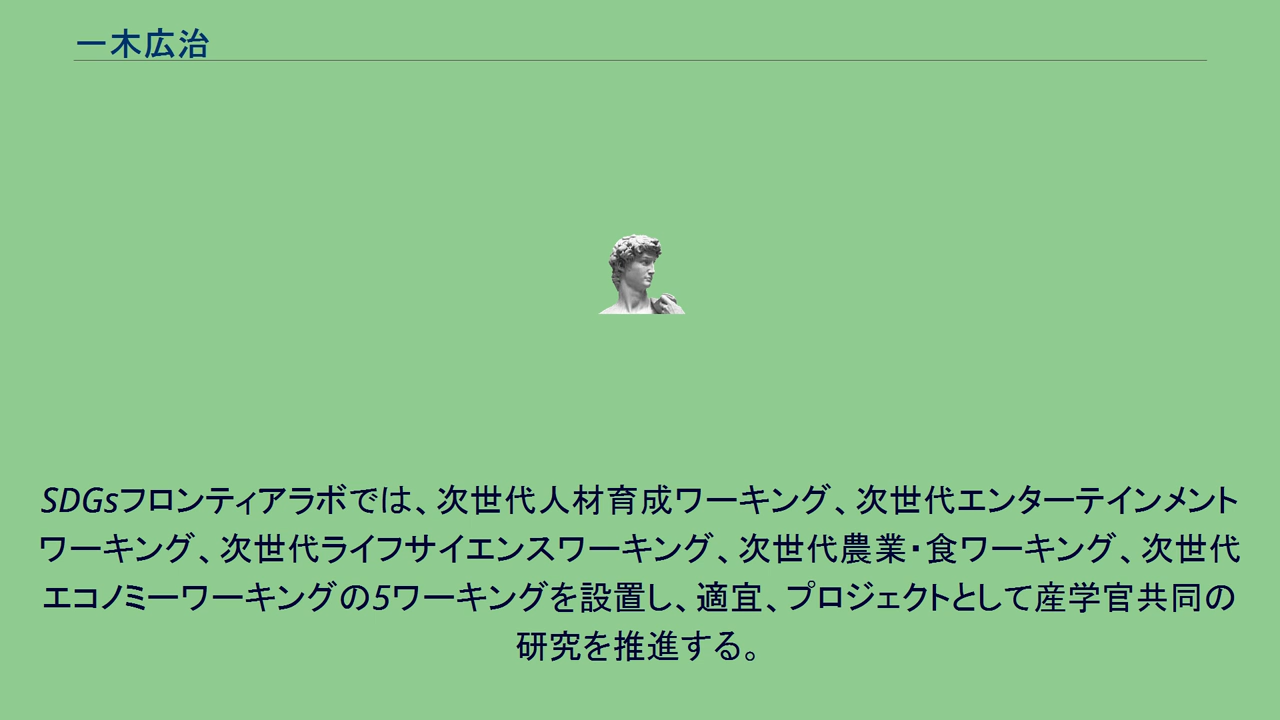 一木広治
SDGsフロンティアラボでは、次世代人材育成ワーキング、次世代エンターテインメント
ワーキング、次世代ライフサイエンスワーキング、次世代農業・食ワーキング、次世代
エコノミーワーキングの5ワーキングを設置し、適宜、プロジェクトとして産学官共同の
研究を推進する。